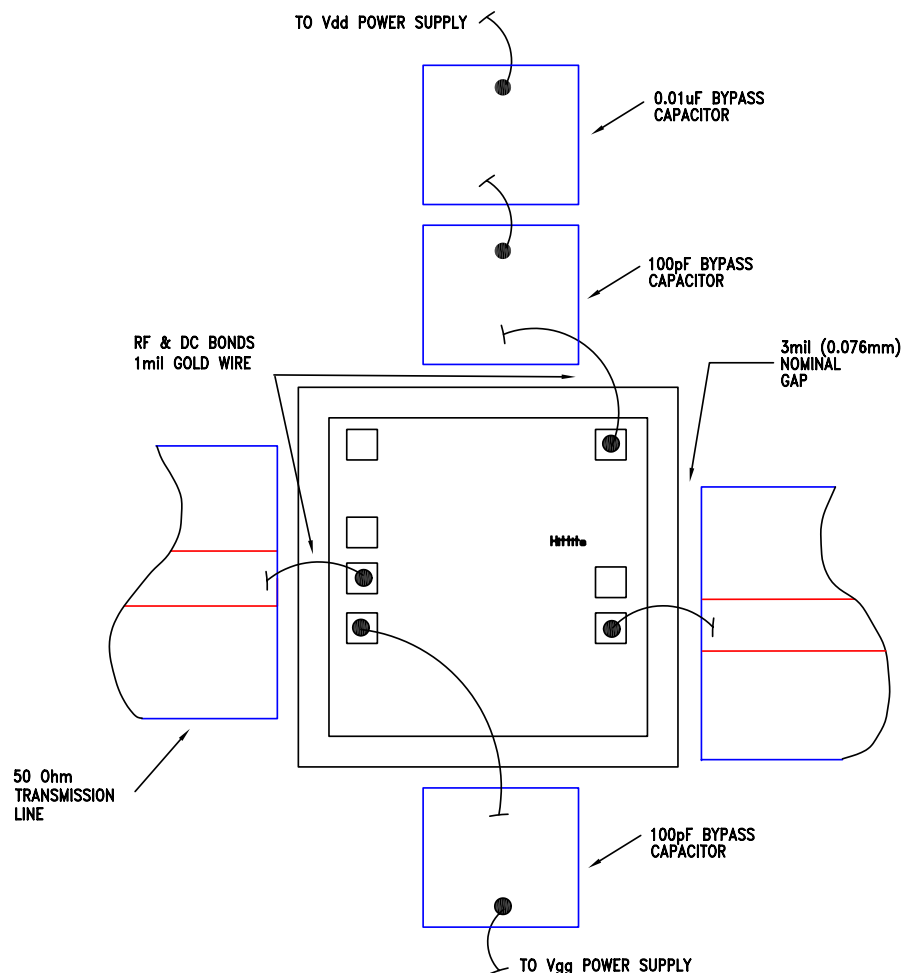 TO Vdd POWER SUPPLY
0.01uF BYPASS
CAPACITOR
100pF BYPASS
CAPACITOR
RF & DC BONDS
1mil GOLD WIRE
3mil (0.076mm)
NOMINAL
GAP
Hittite
50 Ohm
TRANSMISSION
LINE
100pF BYPASS
CAPACITOR
TO Vgg POWER SUPPLY